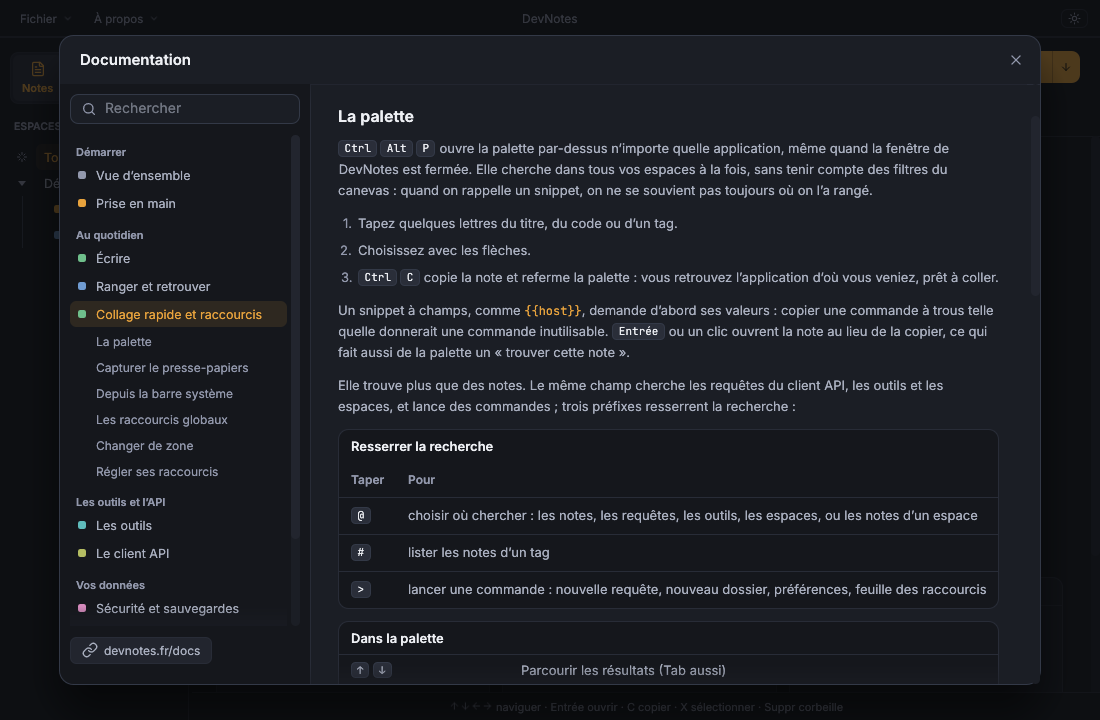 Fichier
À propos
DevNotes
Notes
ESPACES
To
Dé
Documentation
Rechercher
Démarrer
Vue d’ensemble
Prise en main
Au quotidien
Écrire
Ranger et retrouver
Collage rapide et raccourcis
La palette
Capturer le presse-papiers
Depuis la barre système
Les raccourcis globaux
Changer de zone
Régler ses raccourcis
Les outils et l’API
Les outils
Le client API
Vos données
Sécurité et sauvegardes
devnotes.fr/docs
La palette
Ctrl Alt P ouvre la palette par-dessus n’importe quelle application, même quand la fenêtre de
DevNotes est fermée. Elle cherche dans tous vos espaces à la fois, sans tenir compte des filtres du
canevas : quand on rappelle un snippet, on ne se souvient pas toujours où on l’a rangé.
1. Tapez quelques lettres du titre, du code ou d’un tag.
2. Choisissez avec les flèches.
3. Ctrl C copie la note et referme la palette : vous retrouvez l’application d’où vous veniez, prêt à coller.
Un snippet à champs, comme {{host}}, demande d’abord ses valeurs : copier une commande à trous telle
quelle donnerait une commande inutilisable. Entrée ou un clic ouvrent la note au lieu de la copier, ce qui
fait aussi de la palette un « trouver cette note ».
Elle trouve plus que des notes. Le même champ cherche les requêtes du client API, les outils et les
espaces, et lance des commandes ; trois préfixes resserrent la recherche :
Resserrer la recherche
Taper Pour
@ choisir où chercher : les notes, les requêtes, les outils, les espaces, ou les notes d’un espace
# lister les notes d’un tag
> lancer une commande : nouvelle requête, nouveau dossier, préférences, feuille des raccourcis
Dans la palette
↑ ↓ Parcourir les résultats (Tab aussi)
↑↓←→ naviguer · Entrée ouvrir · C copier · X sélectionner · Suppr corbeille